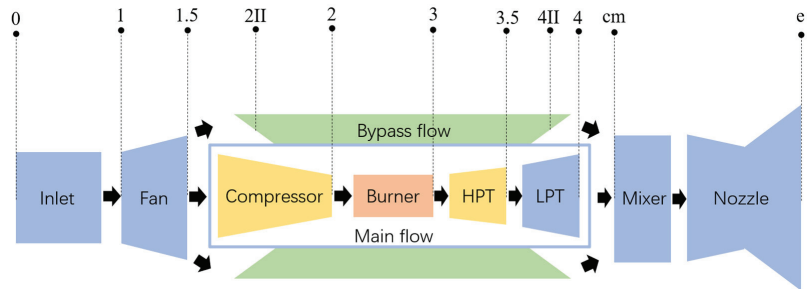 0 1 1.5 2II 2 3 3.5 4II 4 cm e
Bypass flow
Inlet Fan Compressor Burner HPT LPT Mixer Nozzle
Main flow